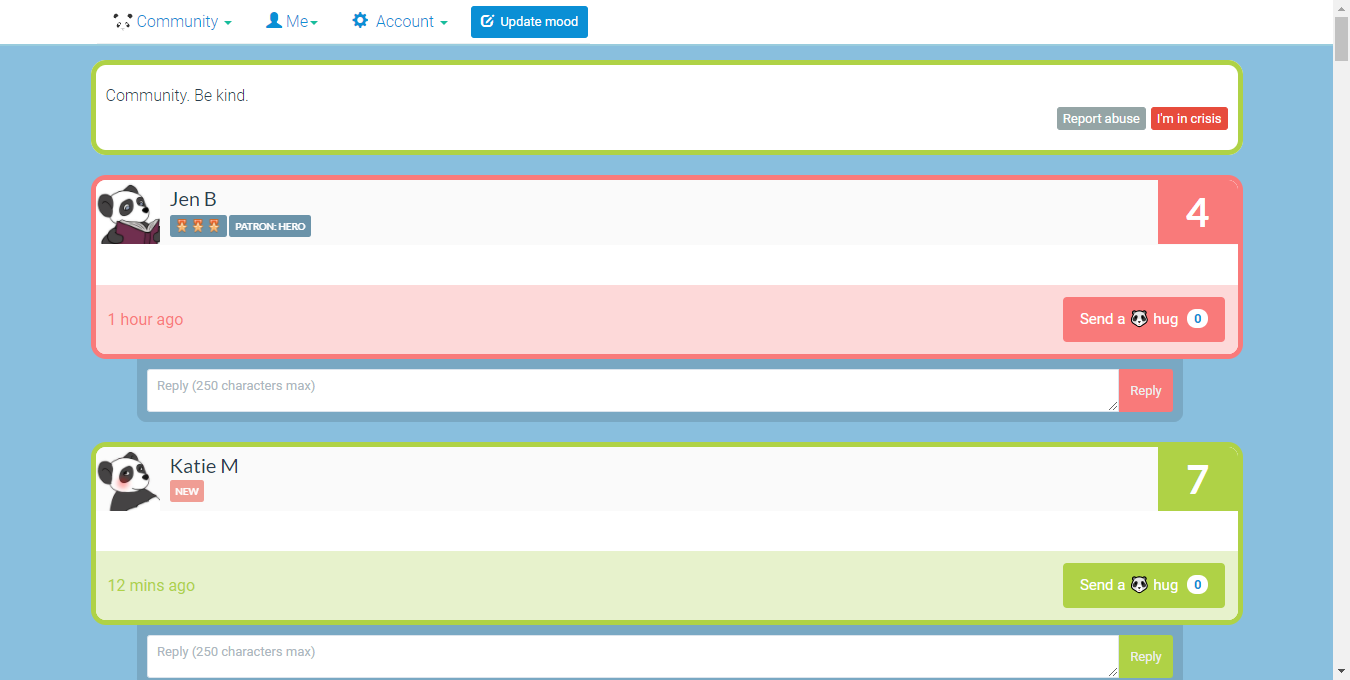 Community Me Account Update mood
Community. Be kind.
Report abuse I'm in crisis
Jen B
4
PATRON: HERO
1 hour ago
Send a hug 0
Reply (250 characters max)
Reply
Katie M
7
NEW
12 mins ago
Send a hug 0
Reply (250 characters max)
Reply